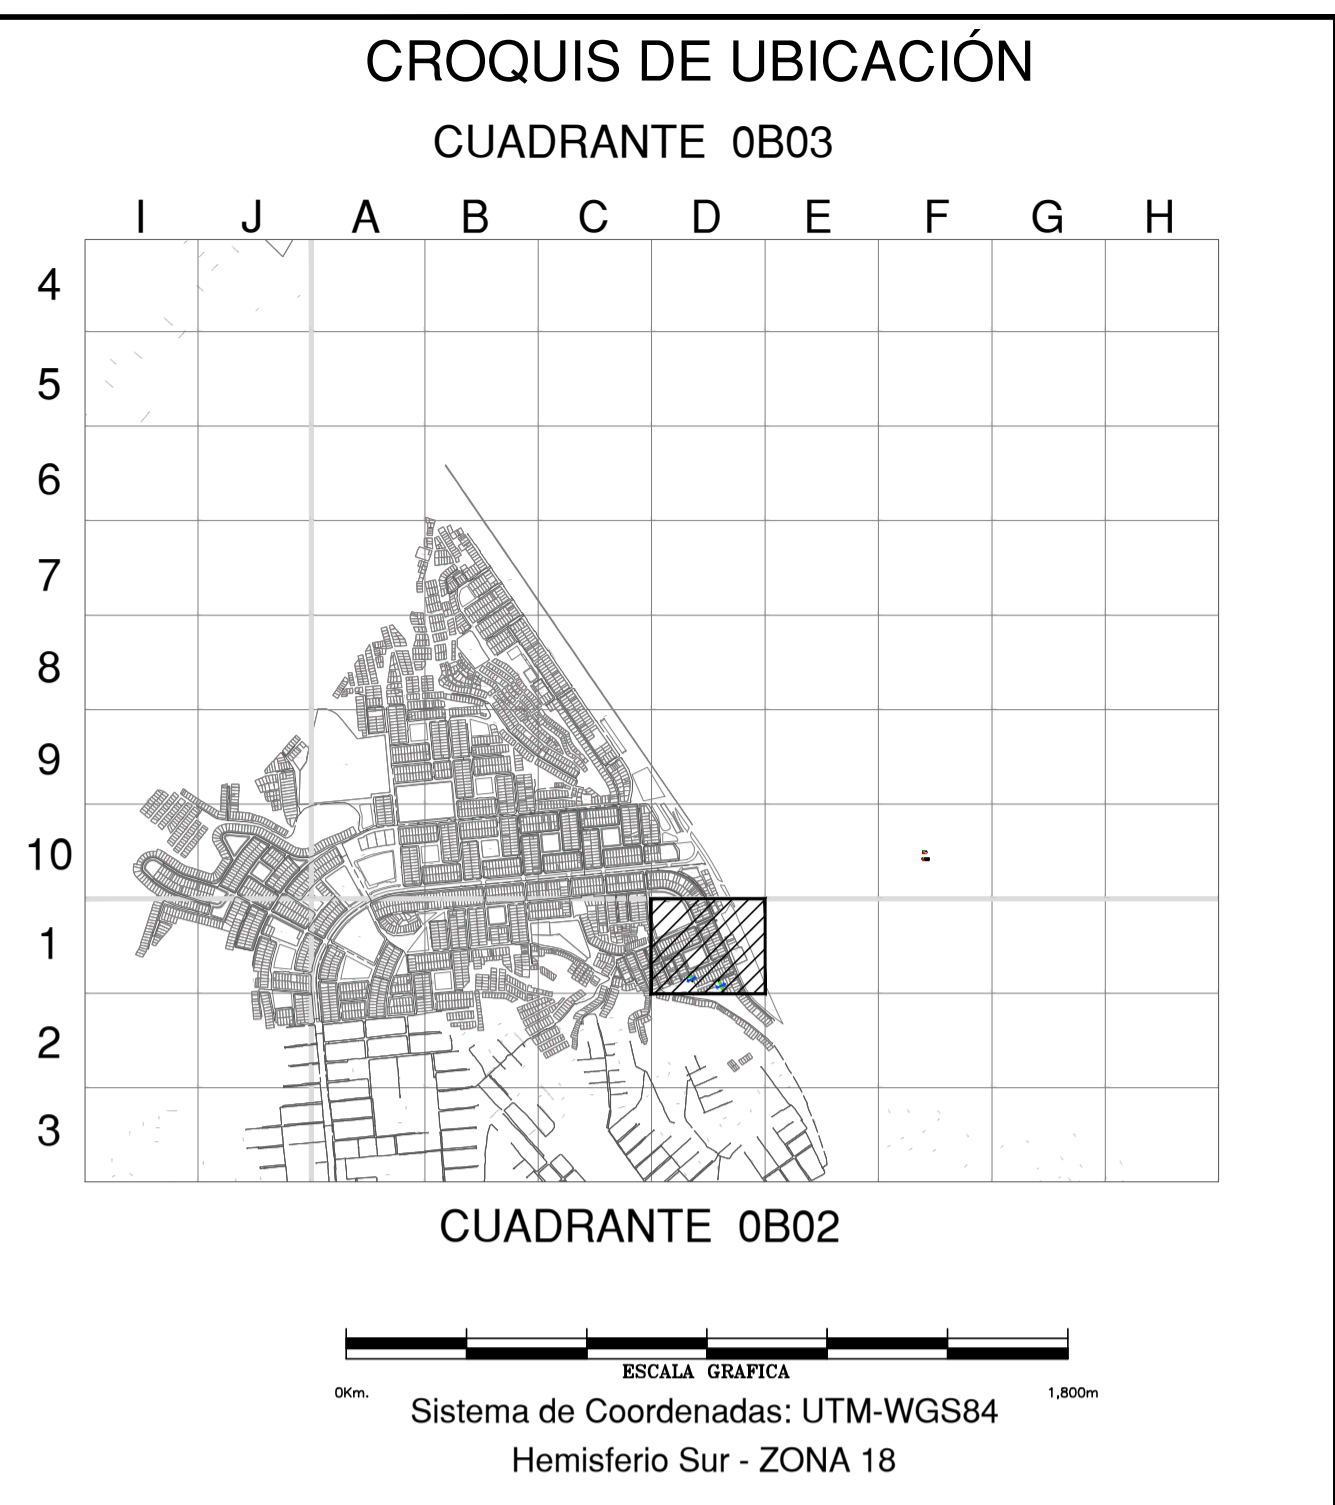 CROQUIS DE UBICACIÓN
CUADRANTE 0B03
I J A B C D E F G H
4
5
6
7
8
9
10
1
2
3
CUADRANTE 0B02
ESCALA GRAFICA
0Km. 1,800m
Sistema de Coordenadas: UTM-WGS84
Hemisferio Sur - ZONA 18